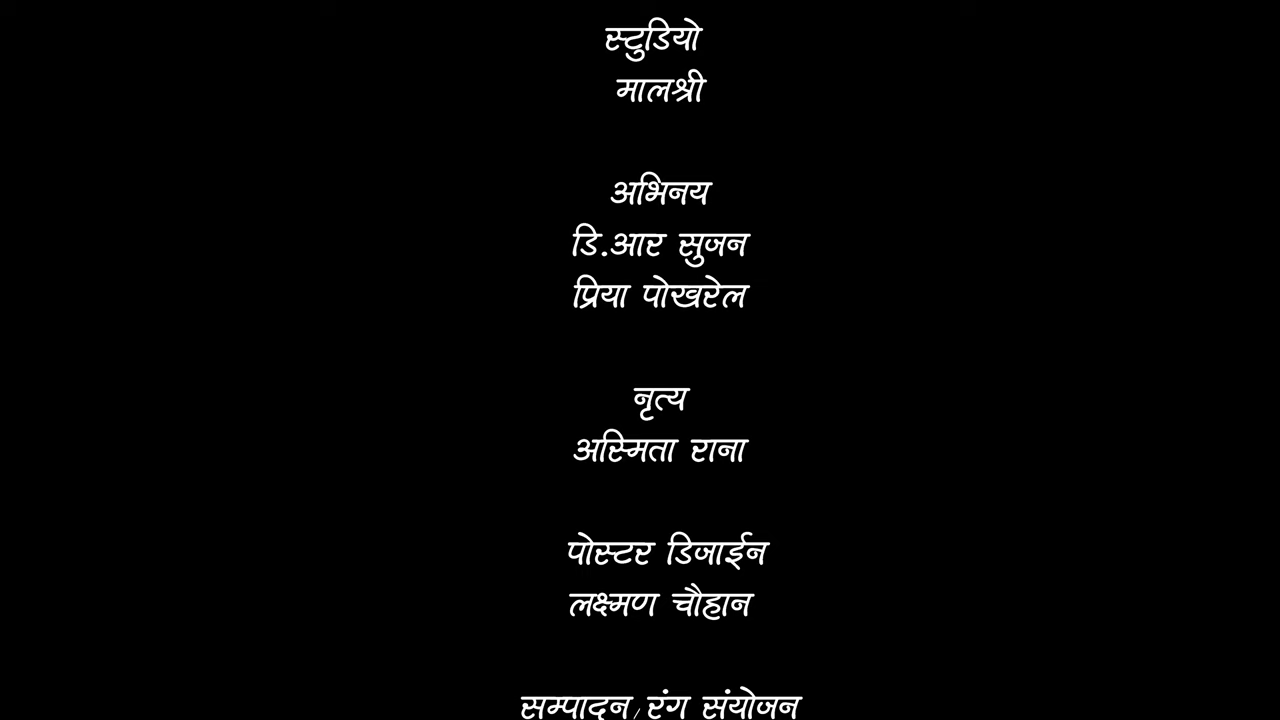 स्टुडियो
मालश्री
अभिनय
डि.आर सुजन
प्रिया पोखरेल
नृत्य
अस्मिता राना
पोस्टर डिजाईन
लक्ष्मण चौहान
सम्पादन/रंग संयोजन